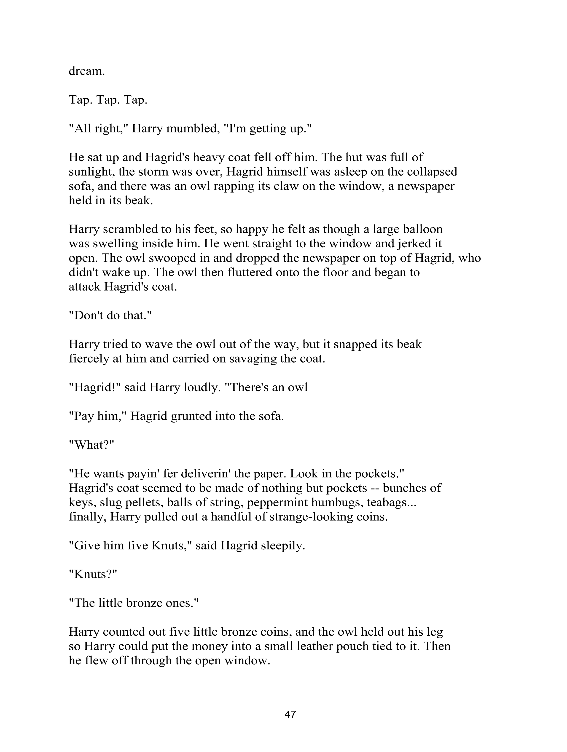 dream.
Tap. Tap. Tap.
"All right," Harry mumbled, "I'm getting up."
He sat up and Hagrid's heavy coat fell off him. The hut was full of
sunlight, the storm was over, Hagrid himself was asleep on the collapsed
sofa, and there was an owl rapping its claw on the window, a newspaper
held in its beak.
Harry scrambled to his feet, so happy he felt as though a large balloon
was swelling inside him. He went straight to the window and jerked it
open. The owl swooped in and dropped the newspaper on top of Hagrid, who
didn't wake up. The owl then fluttered onto the floor and began to
attack Hagrid's coat.
"Don't do that."
Harry tried to wave the owl out of the way, but it snapped its beak
fiercely at him and carried on savaging the coat.
"Hagrid!" said Harry loudly. "There's an owl
"Pay him," Hagrid grunted into the sofa.
"What?"
"He wants payin' fer deliverin' the paper. Look in the pockets."
Hagrid's coat seemed to be made of nothing but pockets -- bunches of
keys, slug pellets, balls of string, peppermint humbugs, teabags...
finally, Harry pulled out a handful of strange-looking coins.
"Give him five Knuts," said Hagrid sleepily.
"Knuts?"
"The little bronze ones."
Harry counted out five little bronze coins, and the owl held out his leg
so Harry could put the money into a small leather pouch tied to it. Then
he flew off through the open window.
47